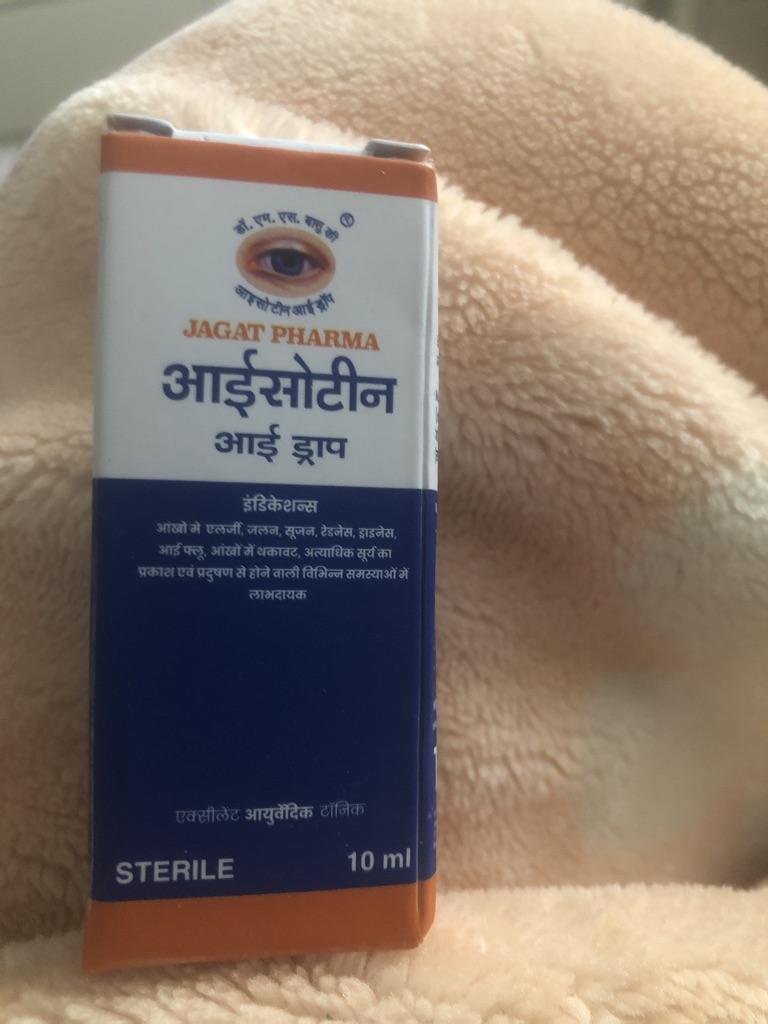 डॉ. एम. एस. बासु की ®
आइसोटीन आई ड्रॉप
JAGAT PHARMA
आईसोटीन
आई ड्राप
इंडिकेशन्स
आंखो मे एलर्जी, जलन, सूजन, रेडनेस, ड्राइनेस,
आई फ्लू, आंखों में थकावट, अत्याधिक सूर्य का
प्रकाश एवं प्रदुषण से होने वाली विभिन्न समस्याओं में
लाभदायक
एक्सीलेंट आयुर्वेदिक टॉनिक
STERILE 10 ml